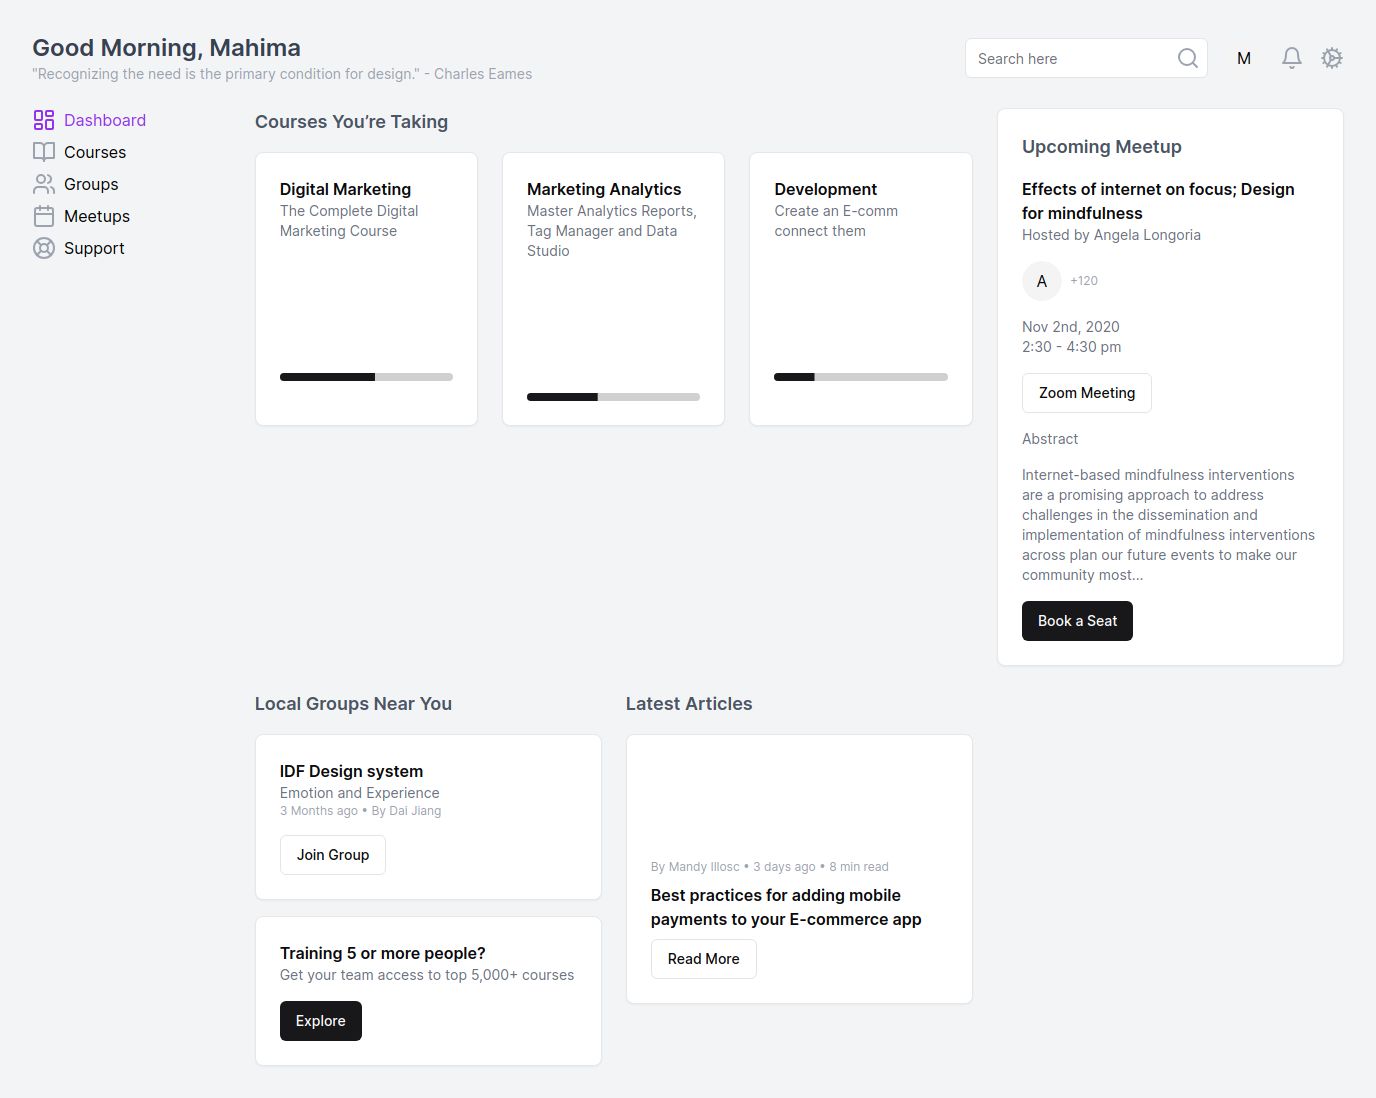 Good Morning, Mahima
"Recognizing the need is the primary condition for design." - Charles Eames
Search here
M
Dashboard
Courses
Groups
Meetups
Support
Courses You’re Taking
Digital Marketing
The Complete Digital
Marketing Course
Marketing Analytics
Master Analytics Reports,
Tag Manager and Data
Studio
Development
Create an E-comm
connect them
Upcoming Meetup
Effects of internet on focus; Design
for mindfulness
Hosted by Angela Longoria
A
+120
Nov 2nd, 2020
2:30 - 4:30 pm
Zoom Meeting
Abstract
Internet-based mindfulness interventions
are a promising approach to address
challenges in the dissemination and
implementation of mindfulness interventions
across plan our future events to make our
community most...
Book a Seat
Local Groups Near You
IDF Design system
Emotion and Experience
3 Months ago • By Dai Jiang
Join Group
Training 5 or more people?
Get your team access to top 5,000+ courses
Explore
Latest Articles
By Mandy Illosc • 3 days ago • 8 min read
Best practices for adding mobile
payments to your E-commerce app
Read More